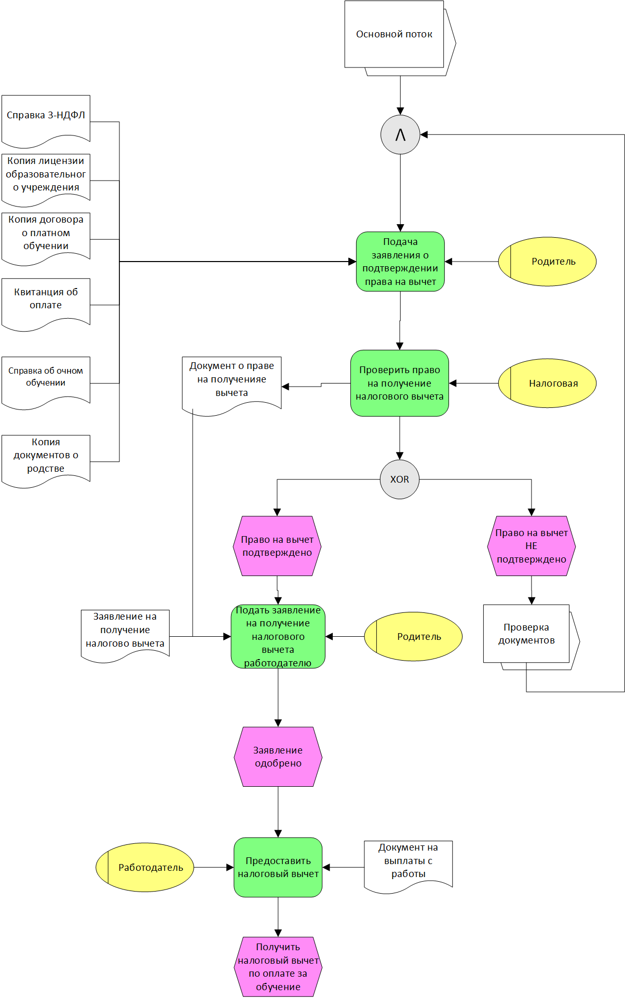 Основной поток
Λ
Справка 3-НДФЛ
Копия лицензии
образовательног
о учреждения
Копия договора
о платном
обучении
Подача
заявления о
подтверждении
права на вычет
Родитель
Квитанция об
оплате
Справка об очном
обучении
Документ о праве
на полученияе
вычета
Проверить право
на получение
налогового вычета
Налоговая
Копия
документов о
родстве
XOR
Право на вычет
подтверждено
Право на вычет
НЕ
подтверждено
Заявление на
получение
налогово вычета
Подать заявление
на получение
налогового
вычета
работодателю
Родитель
Проверка
документов
Заявление
одобрено
Работодатель
Предоставить
налоговый вычет
Документ на
выплаты с
работы
Получить
налоговый вычет
по оплате за
обучение